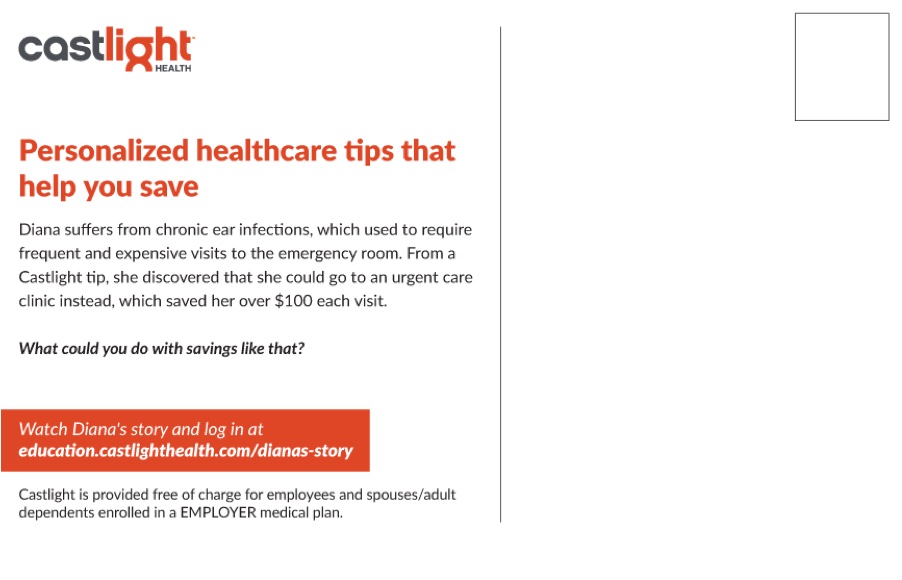 castlight
HEALTH
Personalized healthcare tips that
help you save
Diana suffers from chronic ear infections, which used to require
frequent and expensive visits to the emergency room. From a
Castlight tip, she discovered that she could go to an urgent care
clinic instead, which saved her over $100 each visit.
What could you do with savings like that?
Watch Diana's story and log in at
education.castlighthealth.com/dianas-story
Castlight is provided free of charge for employees and spouses/adult
dependents enrolled in a EMPLOYER medical plan.